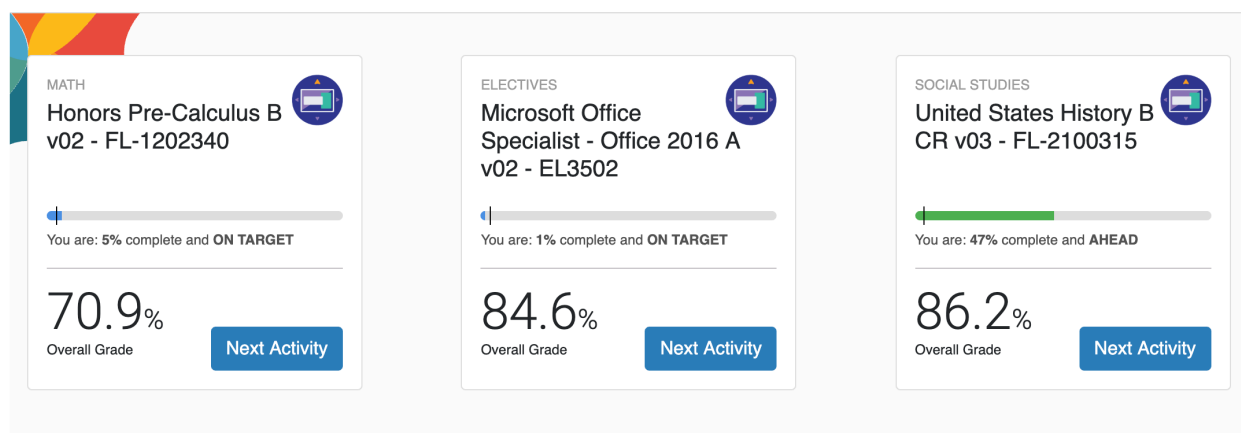 MATH
Honors Pre-Calculus B
v02 - FL-1202340
You are: 5% complete and ON TARGET
70.9%
Overall Grade
Next Activity
ELECTIVES
Microsoft Office
Specialist - Office 2016 A
v02 - EL3502
You are: 1% complete and ON TARGET
84.6%
Overall Grade
Next Activity
SOCIAL STUDIES
United States History B
CR v03 - FL-2100315
You are: 47% complete and AHEAD
86.2%
Overall Grade
Next Activity